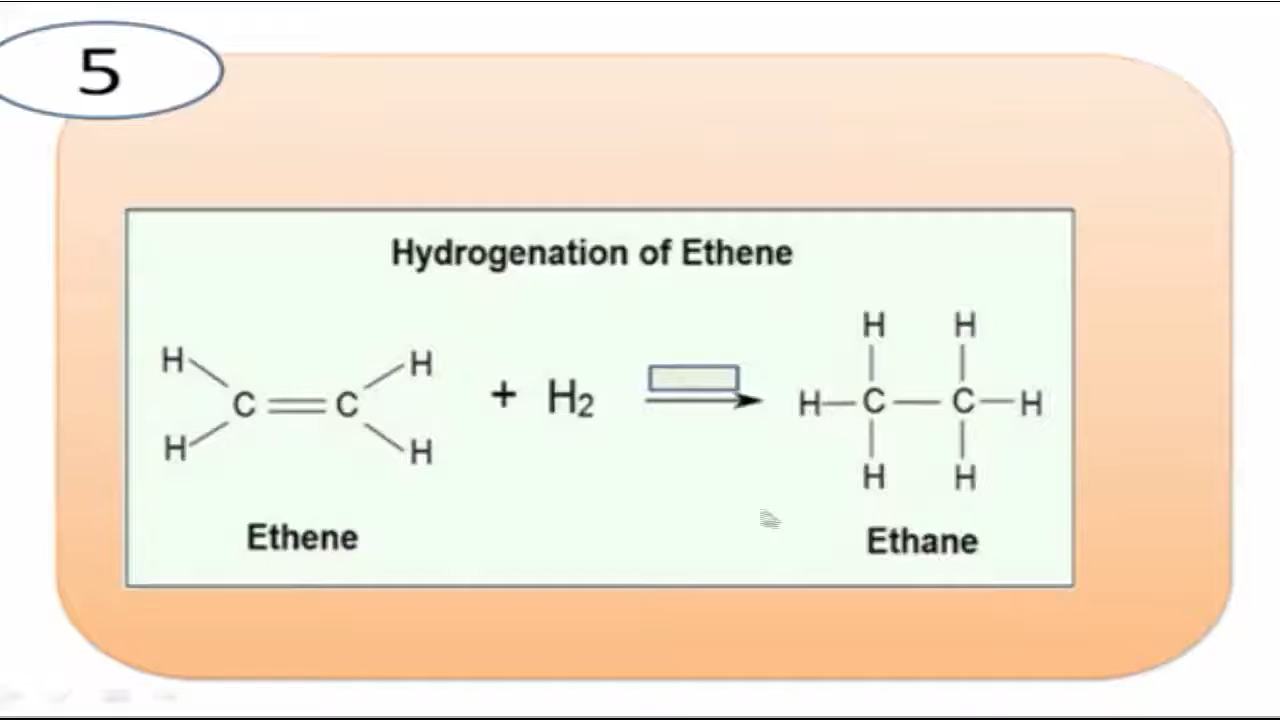 5
Hydrogenation of Ethene
H H H H
C C + H₂ H C C H
H H H H
Ethene Ethane